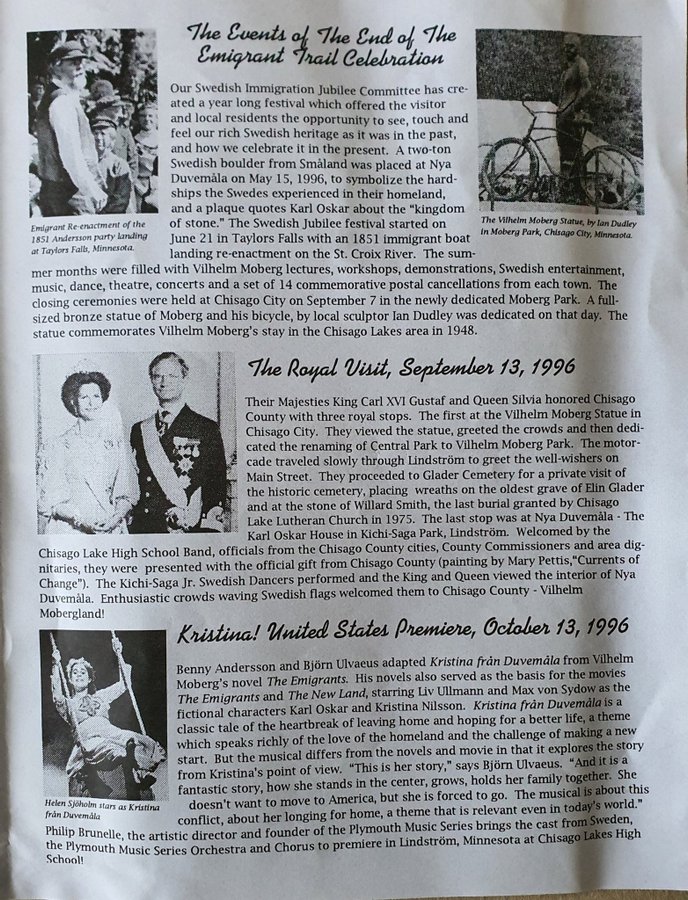 The Events of The End of The
Emigrant Trail Celebration
Our Swedish Immigration Jubilee Committee has cre-
ated a year long festival which offered the visitor
and local residents the opportunity to see, touch and
feel our rich Swedish heritage as it was in the past,
and how we celebrate it in the present. A two-ton
Swedish boulder from Småland was placed at Nya
Duvemåla on May 15, 1996, to symbolize the hard-
ships the Swedes experienced in their homeland,
and a plaque quotes Karl Oskar about the "kingdom
of stone." The Swedish Jubilee festival started on
June 21 in Taylors Falls with an 1851 immigrant boat
landing re-enactment on the St. Croix River. The sum-
mer months were filled with Vilhelm Moberg lectures, workshops, demonstrations, Swedish entertainment,
music, dance, theatre, concerts and a set of 14 commemorative postal cancellations from each town. The
closing ceremonies were held at Chisago City on September 7 in the newly dedicated Moberg Park. A full-
sized bronze statue of Moberg and his bicycle, by local sculptor Ian Dudley was dedicated on that day. The
statue commemorates Vilhelm Moberg's stay in the Chisago Lakes area in 1948.
Emigrant Re-enactment of the
1851 Andersson party landing
at Taylors Falls, Minnesota.
The Vilhelm Moberg Statue, by Ian Dudley
in Moberg Park, Chisago City, Minnesota.
The Royal Visit, September 13, 1996
Their Majesties King Carl XVI Gustaf and Queen Silvia honored Chisago
County with three royal stops. The first at the Vilhelm Moberg Statue in
Chisago City. They viewed the statue, greeted the crowds and then dedi-
cated the renaming of Central Park to Vilhelm Moberg Park. The motor-
cade traveled slowly through Lindström to greet the well-wishers on
Main Street. They proceeded to Glader Cemetery for a private visit of
the historic cemetery, placing wreaths on the oldest grave of Elin Glader
and at the stone of Willard Smith, the last burial granted by Chisago
Lake Lutheran Church in 1975. The last stop was at Nya Duvemåla - The
Karl Oskar House in Kichi-Saga Park, Lindström. Welcomed by the
Chisago Lake High School Band, officials from the Chisago County cities, County Commissioners and area dig-
nitaries, they were presented with the official gift from Chisago County (painting by Mary Pettis,"Currents of
Change"). The Kichi-Saga Jr. Swedish Dancers performed and the King and Queen viewed the interior of Nya
Duvemåla. Enthusiastic crowds waving Swedish flags welcomed them to Chisago County - Vilhelm
Mobergland!
Kristina! United States Premiere, October 13, 1996
Benny Andersson and Björn Ulvaeus adapted Kristina från Duvemåla from Vilhelm
Moberg's novel The Emigrants. His novels also served as the basis for the movies
The Emigrants and The New Land, starring Liv Ullmann and Max von Sydow as the
fictional characters Karl Oskar and Kristina Nilsson. Kristina från Duvemåla is a
classic tale of the heartbreak of leaving home and hoping for a better life, a theme
which speaks richly of the love of the homeland and the challenge of making a new
start. But the musical differs from the novels and movie in that it explores the story
from Kristina's point of view. "This is her story," says Björn Ulvaeus. "And it is a
fantastic story, how she stands in the center, grows, holds her family together. She
doesn't want to move to America, but she is forced to go. The musical is about this
conflict, about her longing for home, a theme that is relevant even in today's world."
Philip Brunelle, the artistic director and founder of the Plymouth Music Series brings the cast from Sweden,
the Plymouth Music Series Orchestra and Chorus to premiere in Lindström, Minnesota at Chisago Lakes High
School!
Helen Sjöholm stars as Kristina
från Duvemåla